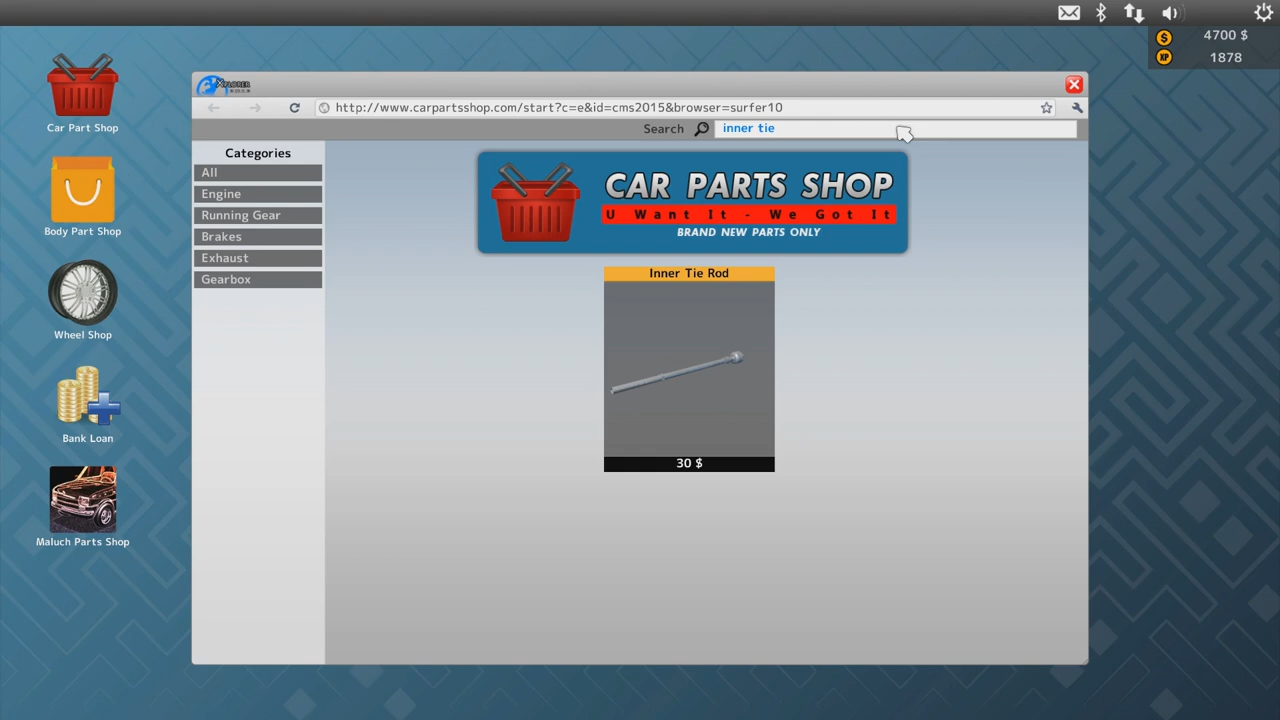 4700 $
XP
1878
Car Part Shop
Body Part Shop
Wheel Shop
Bank Loan
Maluch Parts Shop
http://www.carpartsshop.com/start?c=e&id=cms2015&browser=surfer10
Search
inner tie
Categories
All
Engine
Running Gear
Brakes
Exhaust
Gearbox
CAR PARTS SHOP
U Want It - We Got It
BRAND NEW PARTS ONLY
Inner Tie Rod
30 $